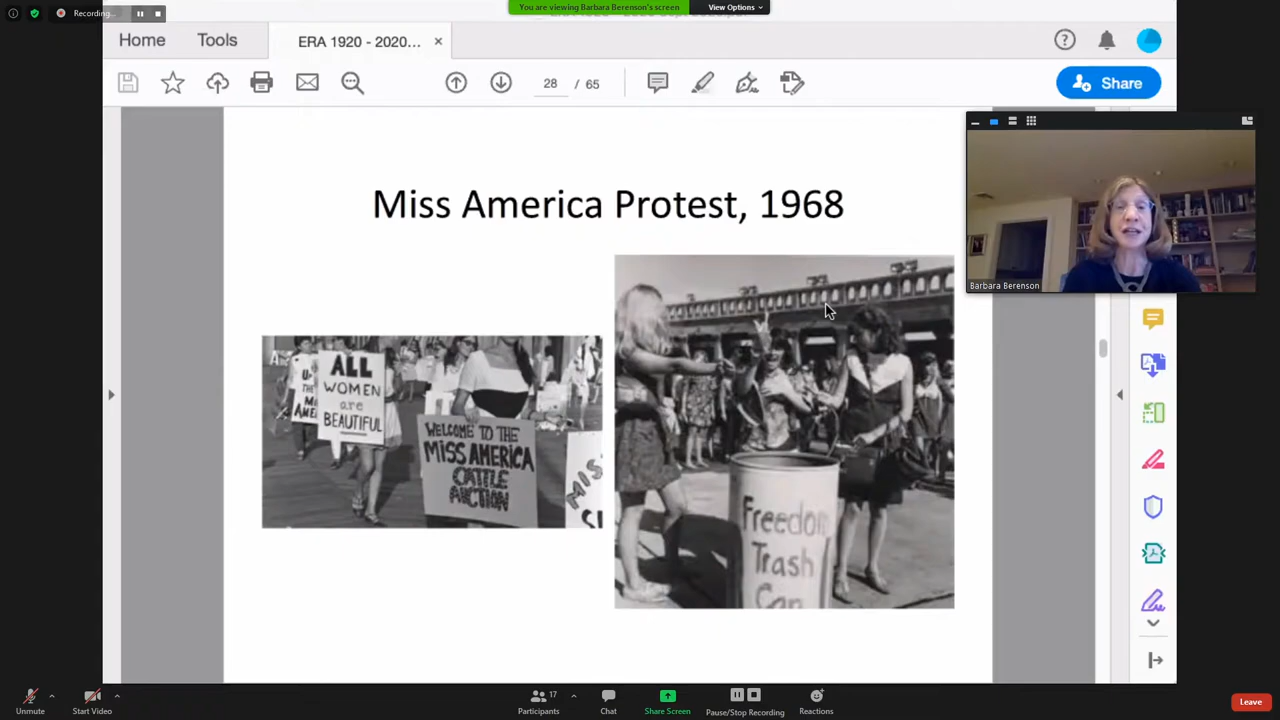 Recording...
You are viewing Barbara Berenson's screen
View Options
Home
Tools
ERA 1920 - 2020...
28 / 65
Share
Miss America Protest, 1968
Barbara Berenson
ALL
WOMEN
are
BEAUTIFUL
WELCOME TO THE
MISS AMERICA
CATTLE
AUCTION
Freedom
Trash
Can
Unmute
Start Video
Participants
17
Chat
Share Screen
Pause/Stop Recording
Reactions
Leave